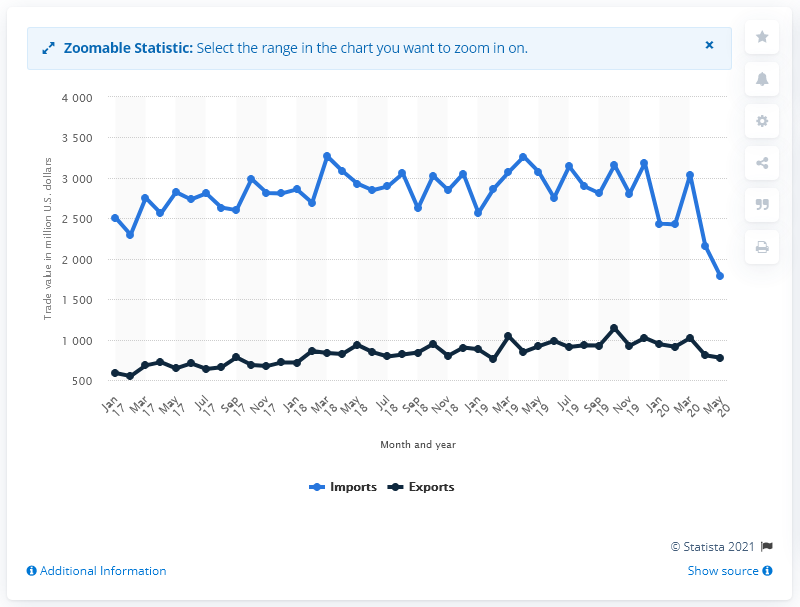 Zoomable Statistic: Select the range in the chart you want to zoom in on.
×
4 000
3 500
3 000
2 500
2 000
1 500
1 000
500
Trade value in million U.S. dollars
Jan 17
Mar 17
May 17
Jul 17
Sep 17
Nov 17
Jan 18
Mar 18
May 18
Jul 18
Sep 18
Nov 18
Jan 19
Mar 19
May 19
Jul 19
Sep 19
Nov 19
Jan 20
Mar 20
May 20
Month and year
Imports Exports
© Statista 2021
Additional Information
Show source